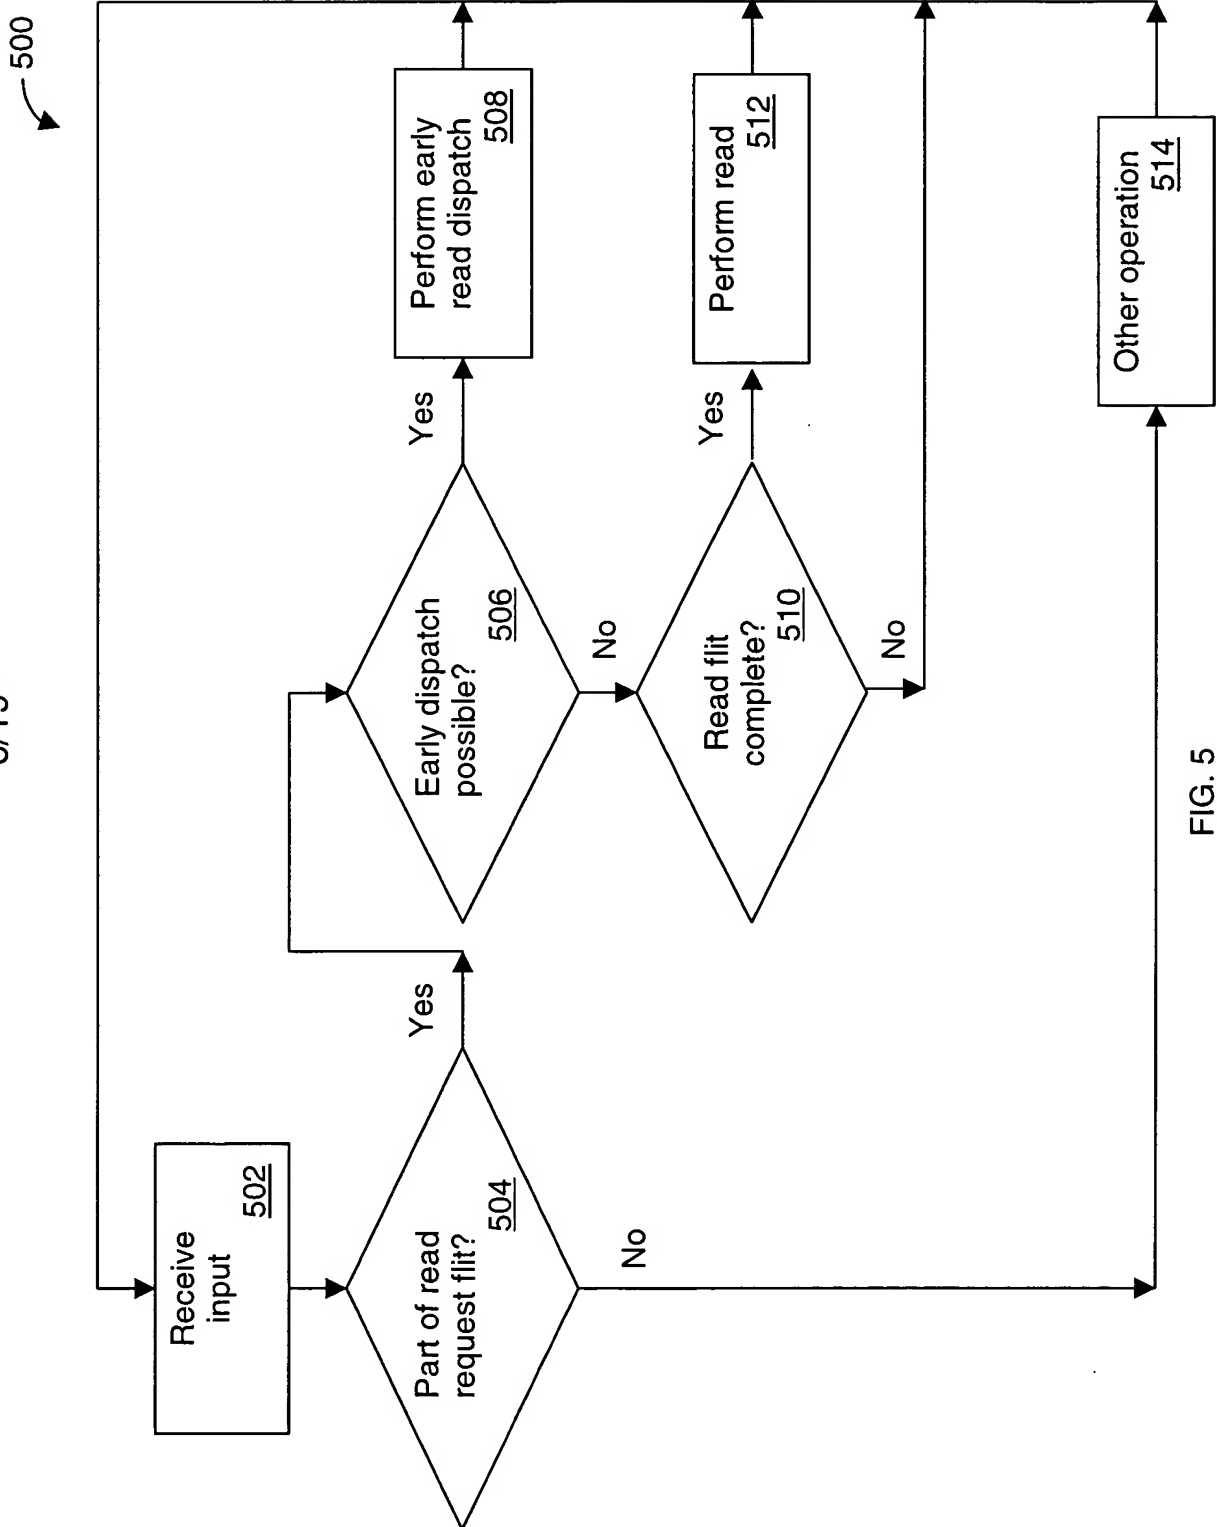 500
Receive
input
502
Part of read
request flit?
504
Yes
No
Early dispatch
possible?
506
Yes
No
Perform early
read dispatch
508
Read flit
complete?
510
Yes
No
Perform read
512
Other operation
514
FIG. 5